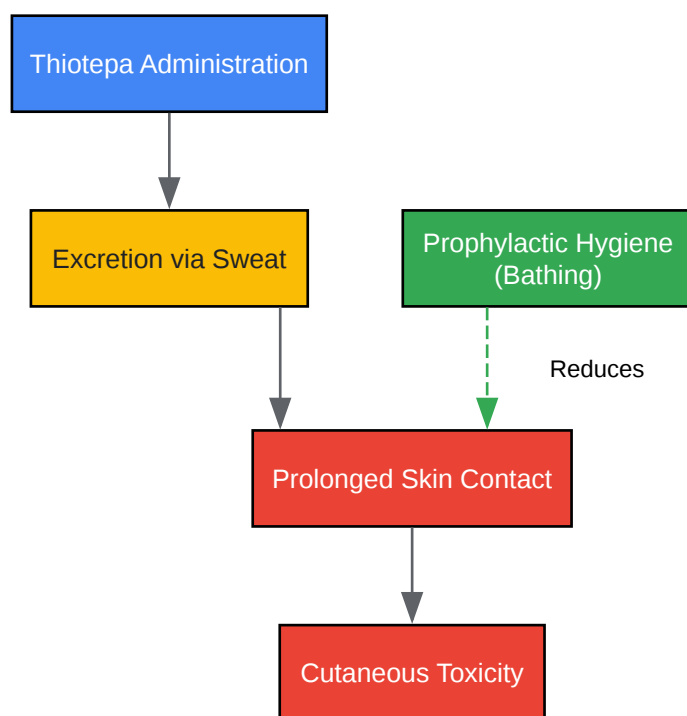 Thiotepa Administration
Excretion via Sweat
Prophylactic Hygiene
(Bathing)
Reduces
Prolonged Skin Contact
Cutaneous Toxicity